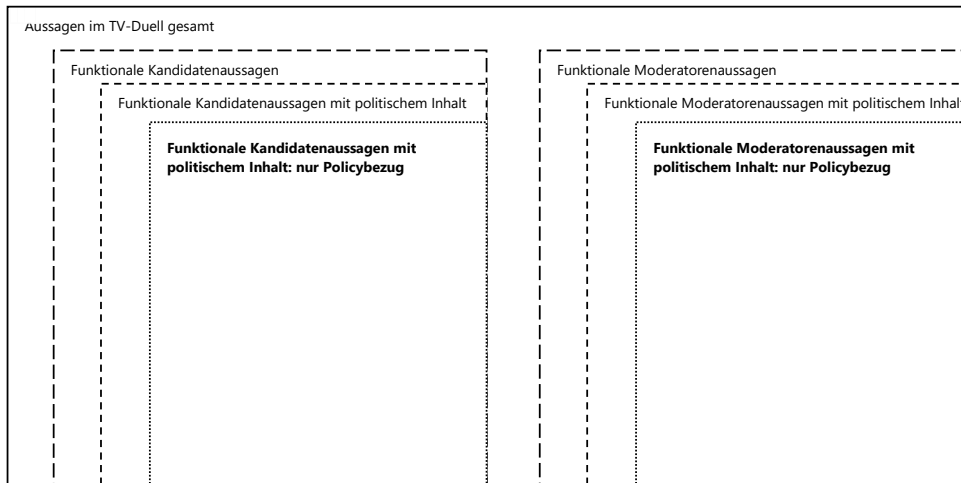 Aussagen im TV-Duell gesamt
Funktionale Kandidatenaussagen
Funktionale Kandidatenaussagen mit politischem Inhalt
Funktionale Kandidatenaussagen mit
politischem Inhalt: nur Policybezug
Funktionale Moderatorenaussagen
Funktionale Moderatorenaussagen mit politischem Inhalt
Funktionale Moderatorenaussagen mit
politischem Inhalt: nur Policybezug